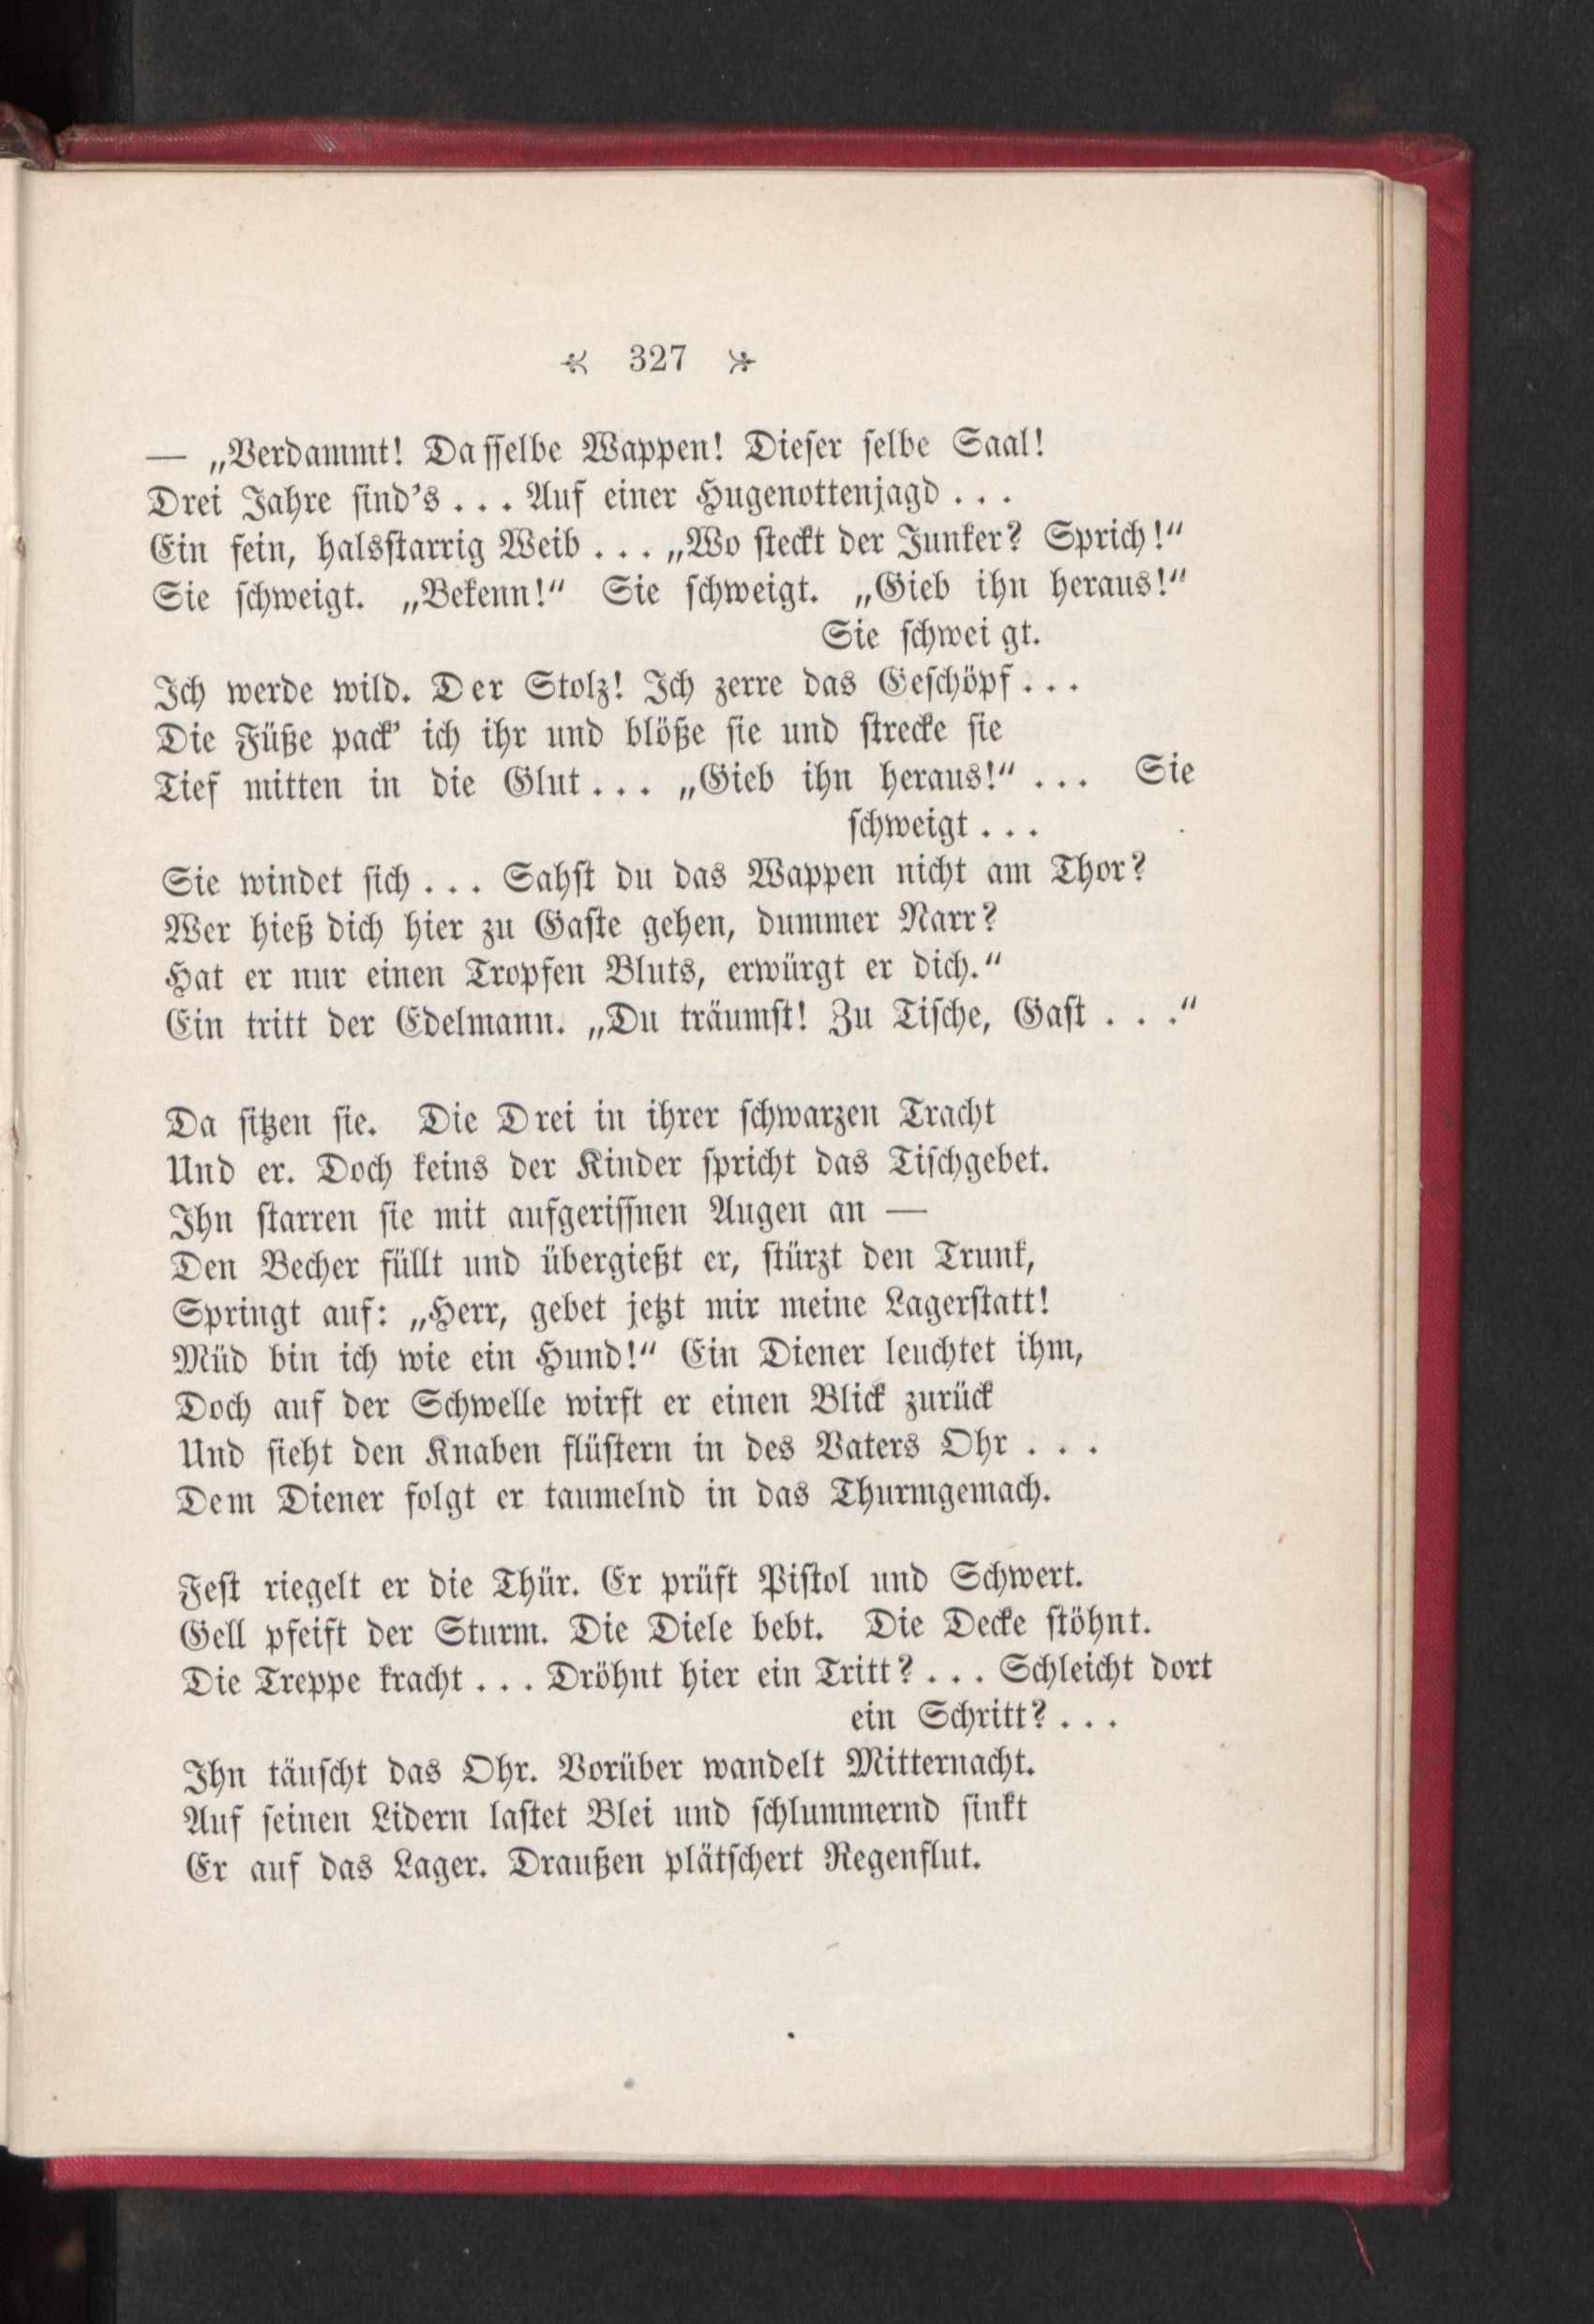 327
— „Verdammt! Dasselbe Wappen! Dieser selbe Saal!
Drei Jahre sind's . . . Auf einer Hugenottenjagd . . .
Ein fein, halsstarrig Weib . . . „Wo steckt der Junker? Sprich!“
Sie schweigt. „Bekenn!“ Sie schweigt. „Gieb ihn heraus!“
Sie schweigt.
Ich werde wild. Der Stolz! Ich zerre das Geschöpf . . .
Die Füße pack' ich ihr und blöße sie und strecke sie
Tief mitten in die Glut . . . „Gieb ihn heraus!“ . . . Sie
schweigt . . .
Sie windet sich . . . Sahst du das Wappen nicht am Thor?
Wer hieß dich hier zu Gaste gehen, dummer Narr?
Hat er nur einen Tropfen Bluts, erwürgt er dich.“
Ein tritt der Edelmann. „Du träumst! Zu Tische, Gast . . .“
Da sitzen sie. Die Drei in ihrer schwarzen Tracht
Und er. Doch keins der Kinder spricht das Tischgebet.
Ihn starren sie mit aufgerissnen Augen an —
Den Becher füllt und übergießt er, stürzt den Trunk,
Springt auf: „Herr, gebet jetzt mir meine Lagerstatt!
Müd bin ich wie ein Hund!“ Ein Diener leuchtet ihm,
Doch auf der Schwelle wirft er einen Blick zurück
Und sieht den Knaben flüstern in des Vaters Ohr . . .
Dem Diener folgt er taumelnd in das Thurmgemach.
Fest riegelt er die Thür. Er prüft Pistol und Schwert.
Gell pfeift der Sturm. Die Diele bebt. Die Decke stöhnt.
Die Treppe kracht . . . Dröhnt hier ein Tritt? . . . Schleicht dort
ein Schritt? . . .
Ihn täuscht das Ohr. Vorüber wandelt Mitternacht.
Auf seinen Lidern lastet Blei und schlummernd sinkt
Er auf das Lager. Draußen plätschert Regenflut.